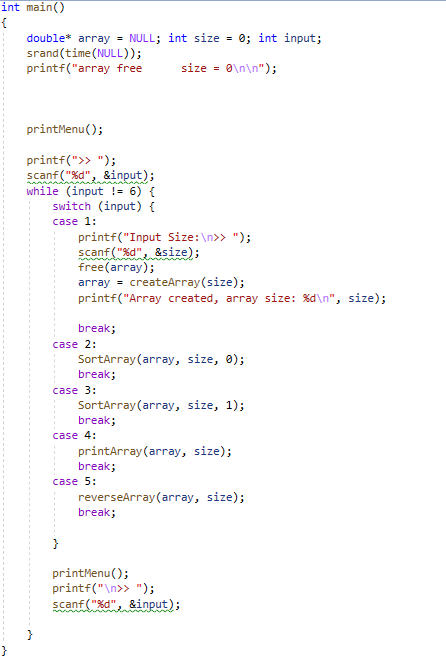 int main()
{
double* array = NULL; int size = 0; int input;
srand(time(NULL));
printf("array free      size = 0\n\n");
printMenu();
printf(">> ");
scanf("%d", &input);
while (input != 6) {
switch (input) {
case 1:
printf("Input Size:\n>> ");
scanf("%d", &size);
free(array);
array = createArray(size);
printf("Array created, array size: %d\n", size);
break;
case 2:
SortArray(array, size, 0);
break;
case 3:
SortArray(array, size, 1);
break;
case 4:
printArray(array, size);
break;
case 5:
reverseArray(array, size);
break;
}
printMenu();
printf("\n>> ");
scanf("%d", &input);
}
}